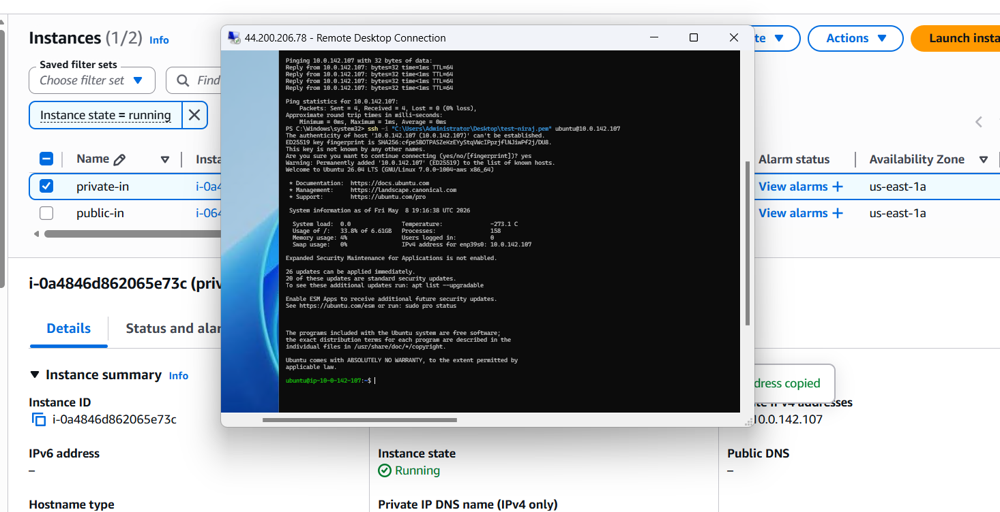 Instances (1/2) Info
Actions
Launch insta
Saved filter sets
Choose filter set
Find
Instance state = running
Name
Insta
Alarm status
Availability Zone
private-in
i-0a4
View alarms +
us-east-1a
public-in
i-064
View alarms +
us-east-1a
i-0a4846d862065e73c (priv
Details
Status and alar
Instance summary Info
Instance ID
i-0a4846d862065e73c
10.0.142.107
IPv6 address
–
Instance state
Running
Public DNS
–
Hostname type
Private IP DNS name (IPv4 only)
dress copied
44.200.206.78 - Remote Desktop Connection
Pinging 10.0.142.107 with 32 bytes of data:
Reply from 10.0.142.107: bytes=32 time=1ms TTL=64
Reply from 10.0.142.107: bytes=32 time<1ms TTL=64
Reply from 10.0.142.107: bytes=32 time<1ms TTL=64
Reply from 10.0.142.107: bytes=32 time<1ms TTL=64
Ping statistics for 10.0.142.107:
Packets: Sent = 4, Received = 4, Lost = 0 (0% loss),
Approximate round trip times in milli-seconds:
Minimum = 0ms, Maximum = 1ms, Average = 0ms
PS C:\Windows\system32> ssh -i "C:\Users\Administrator\Desktop\test-niraj.pem" ubuntu@10.0.142.107
The authenticity of host '10.0.142.107 (10.0.142.107)' can't be established.
ED25519 key fingerprint is
This key is not known by any other names.
Are you sure you want to continue connecting (yes/no/[fingerprint])? yes
Warning: Permanently added '10.0.142.107' (ED25519) to the list of known hosts.
Welcome to Ubuntu 26.04 LTS (GNU/Linux 7.0.0-1004-aws x86_64)
* Documentation: https://docs.ubuntu.com
* Management: https://landscape.canonical.com
* Support: https://ubuntu.com/pro
System information as of Fri May 8 19:16:38 UTC 2026
System load: 0.0 Temperature: -273.1 C
Usage of /: 33.8% of 6.61GB Processes: 158
Memory usage: 4% Users logged in: 0
Swap usage: 0% IPv4 address for enp39s0: 10.0.142.107
Expanded Security Maintenance for Applications is not enabled.
26 updates can be applied immediately.
20 of these updates are standard security updates.
To see these additional updates run: apt list --upgradable
Enable ESM Apps to receive additional future security updates.
See https://ubuntu.com/esm or run: sudo pro status
The programs included with the Ubuntu system are free software;
the exact distribution terms for each program are described in the
individual files in /usr/share/doc/*/copyright.
Ubuntu comes with ABSOLUTELY NO WARRANTY, to the extent permitted by
applicable law.
ubuntu@ip-10-0-142-107:~$